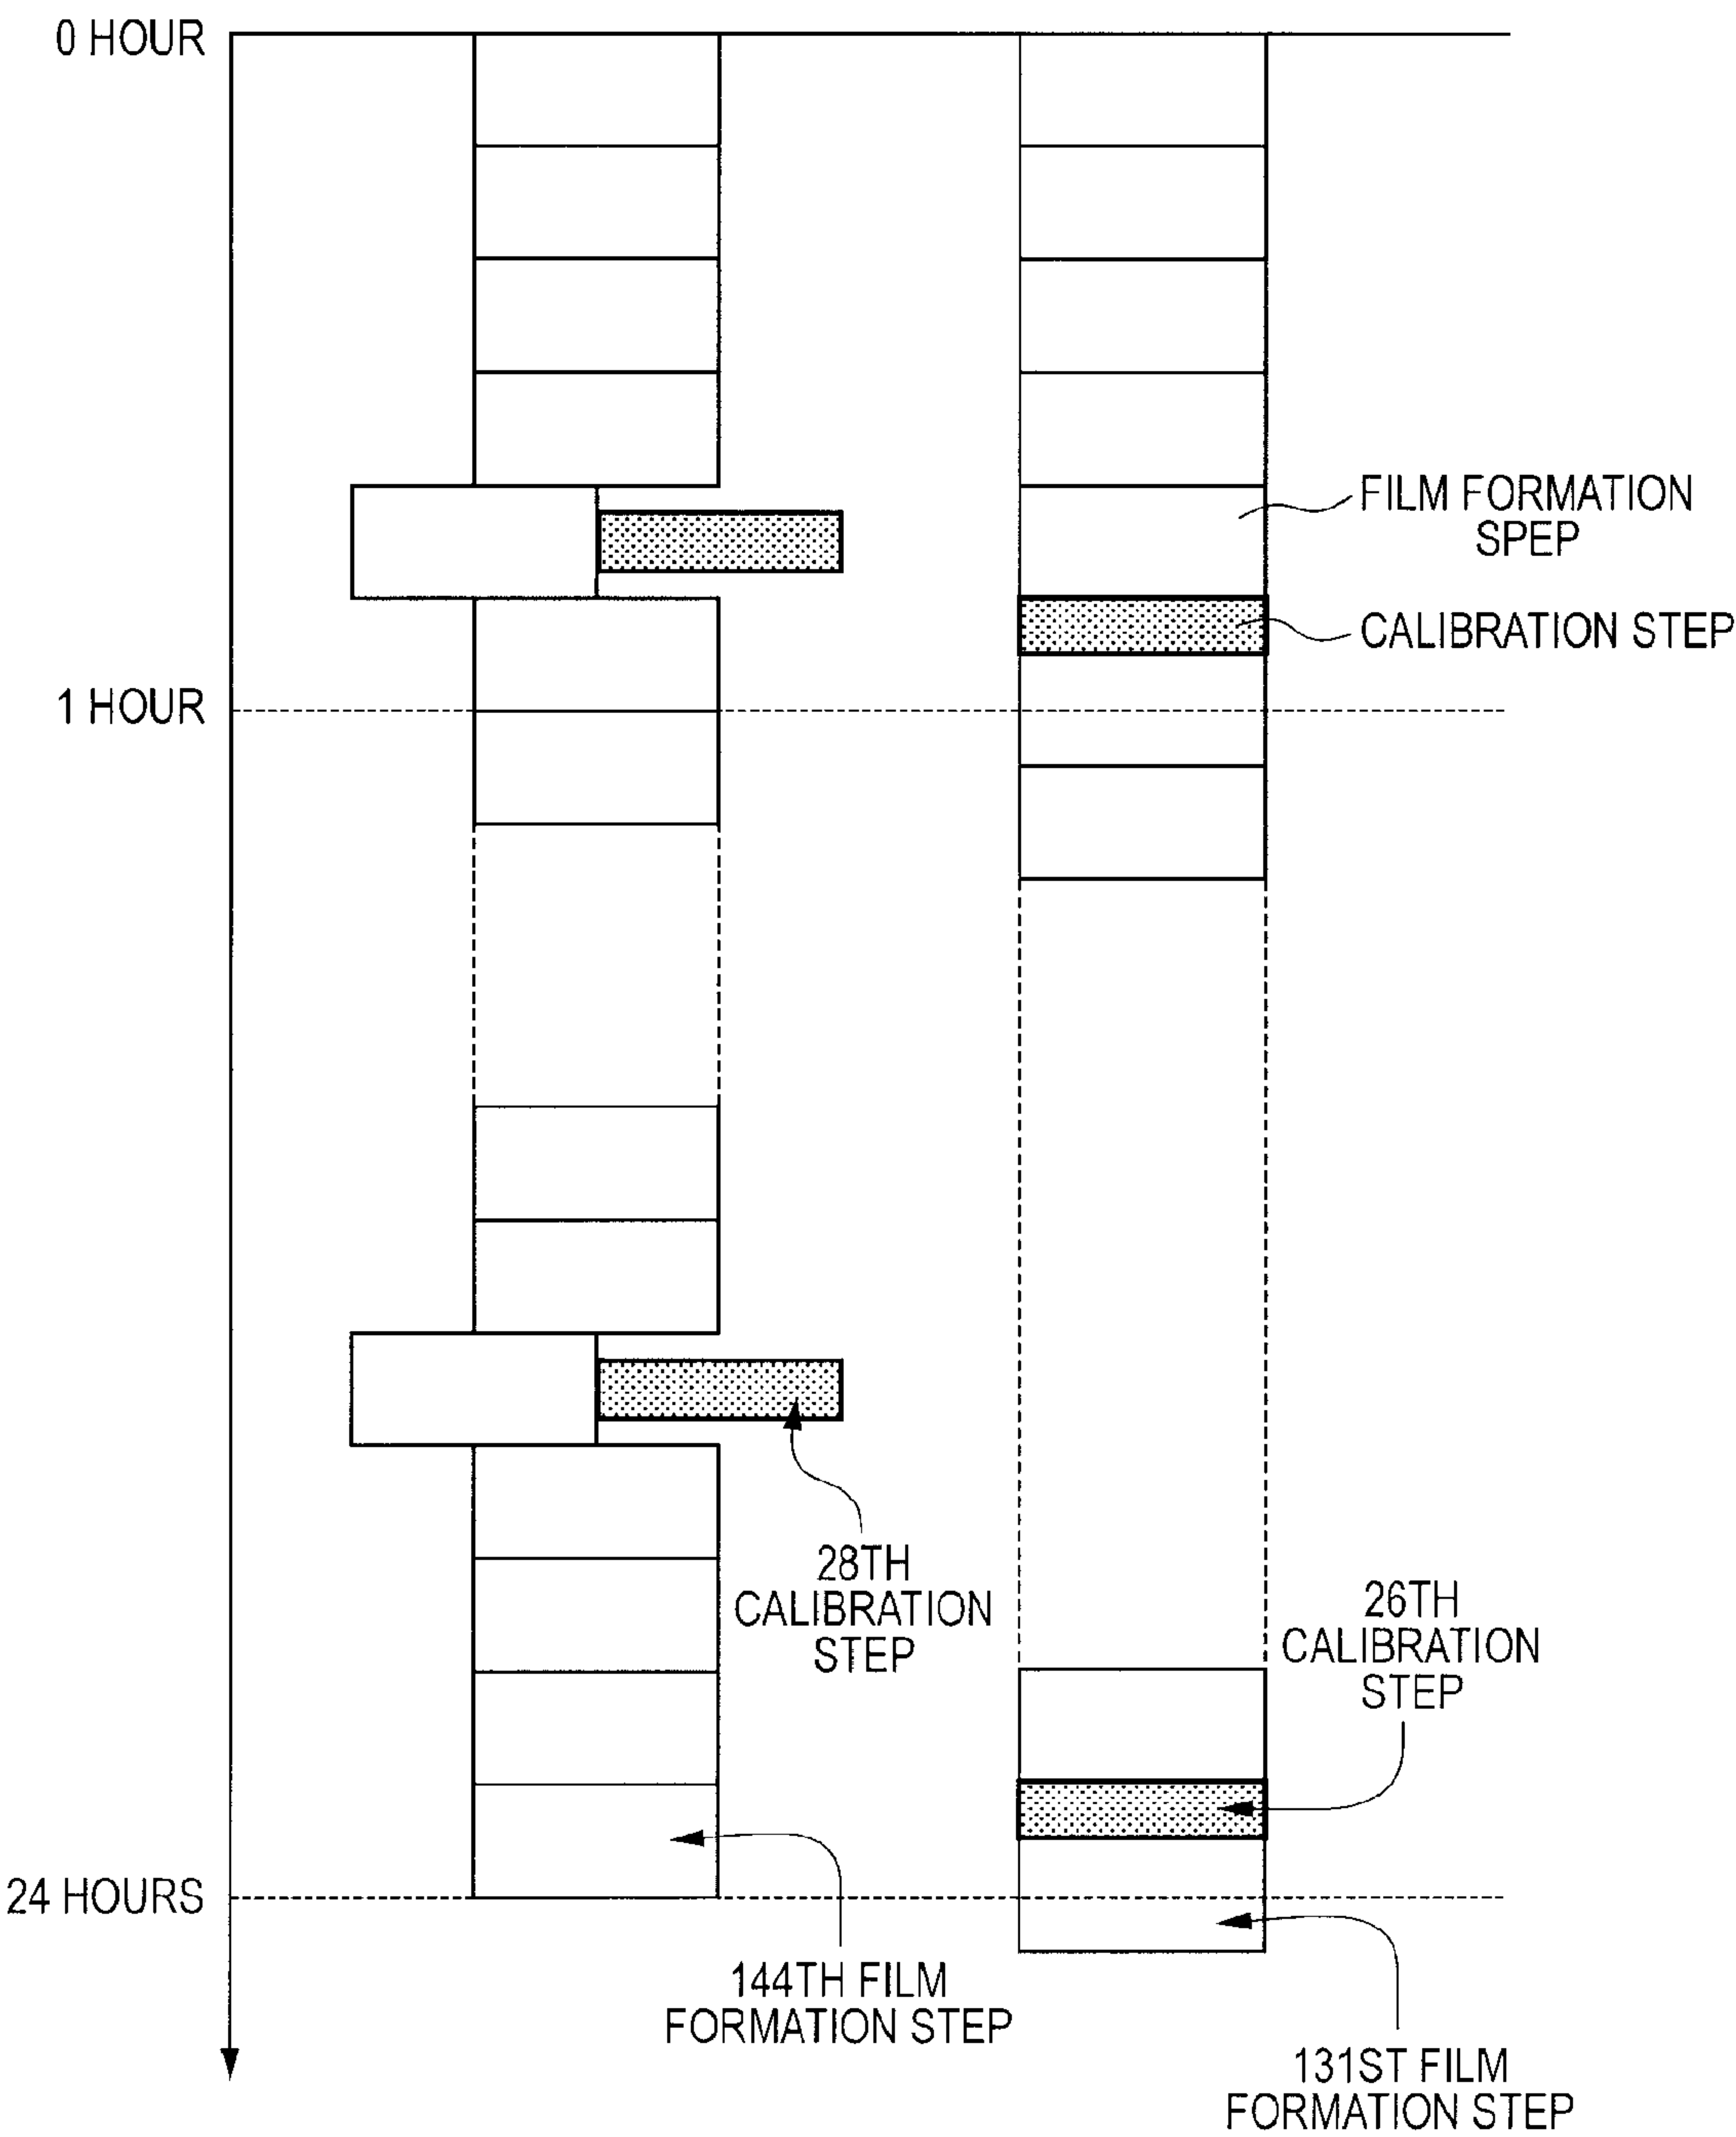 0 HOUR
FILM FORMATION
SPEP
CALIBRATION STEP
1 HOUR
28TH
CALIBRATION
STEP
26TH
CALIBRATION
STEP
24 HOURS
144TH FILM
FORMATION STEP
131ST FILM
FORMATION STEP